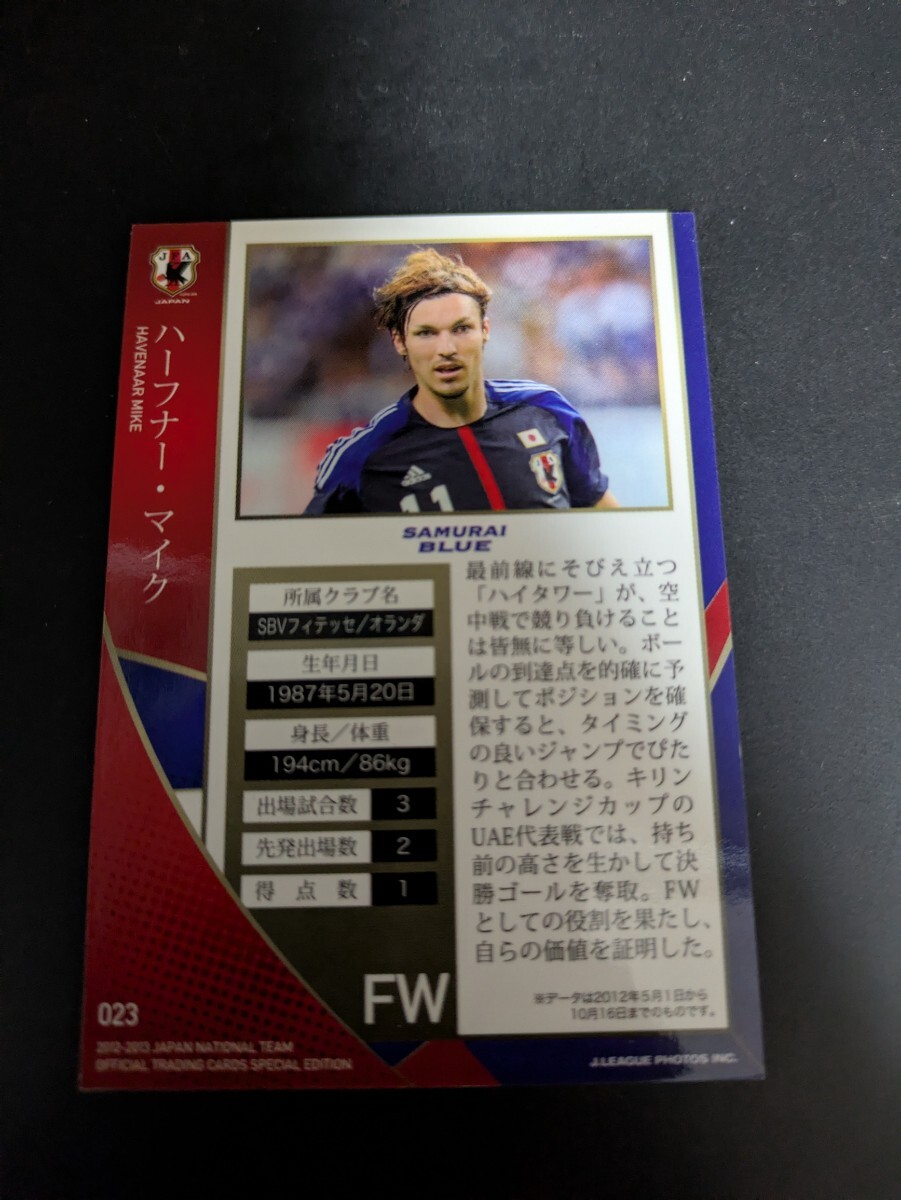 JFA
JAPAN
ハーフナー・マイク
HAVENAAR MIKE
adidas
11
SAMURAI
BLUE
所属クラブ名
SBVフィテッセ/オランダ
生年月日
1987年5月20日
身長/体重
194cm/86kg
出場試合数 3
先発出場数 2
得点数 1
FW
最前線にそびえ立つ
「ハイタワー」が、空
中戦で競り負けること
は皆無に等しい。ボー
ルの到達点を的確に予
測してポジションを確
保すると、タイミング
の良いジャンプでぴた
りと合わせる。キリン
チャレンジカップの
UAE代表戦では、持ち
前の高さを生かして決
勝ゴールを奪取。FW
としての役割を果たし、
自らの価値を証明した。
※データは2012年5月1日から
10月16日までのものです。
023
2012-2013 JAPAN NATIONAL TEAM
OFFICIAL TRADING CARDS SPECIAL EDITION
J.LEAGUE PHOTOS INC.